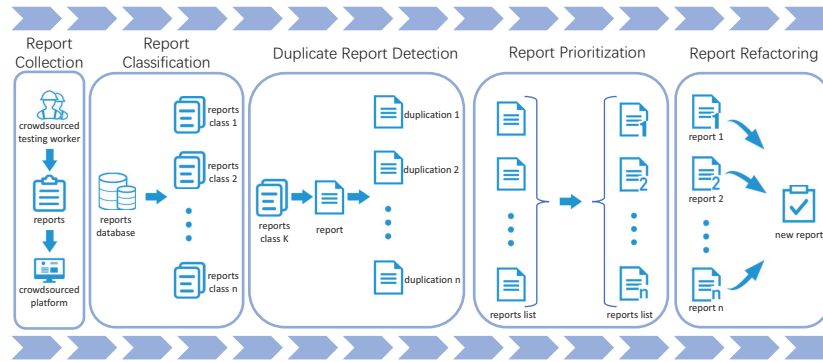 Report
Collection
Report
Classification
Duplicate Report Detection
Report Prioritization
Report Refactoring
crowdsourced
testing worker
reports
crowdsourced
platform
reports
database
reports
class 1
reports
class 2
reports
class n
reports
class K
report
duplication 1
duplication 2
duplication n
reports list
1
2
n
reports list
1
report 1
2
report 2
n
report n
new report